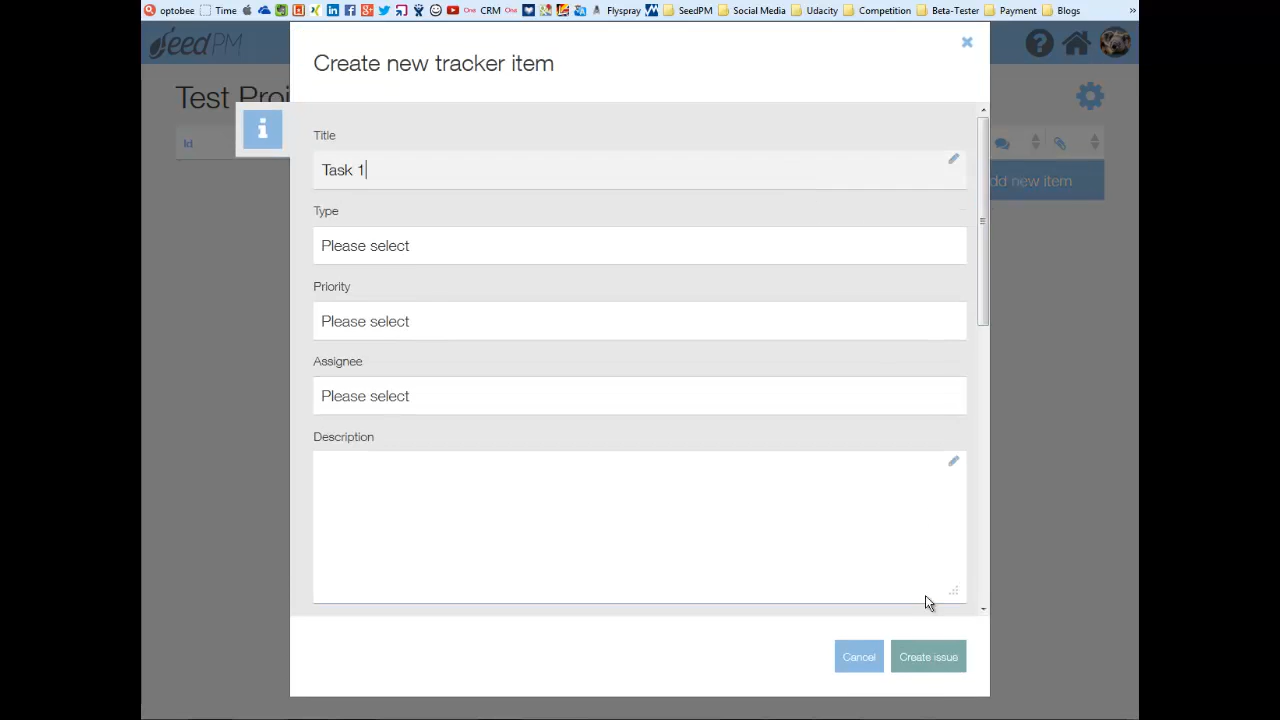 optobee Time CRM Flyspray SeedPM Social Media Udacity Competition Beta-Tester Payment Blogs »
SeedPM
Create new tracker item
Test Proj
Id
Title
Task 1
dd new item
Type
Please select
Priority
Please select
Assignee
Please select
Description
Cancel Create issue